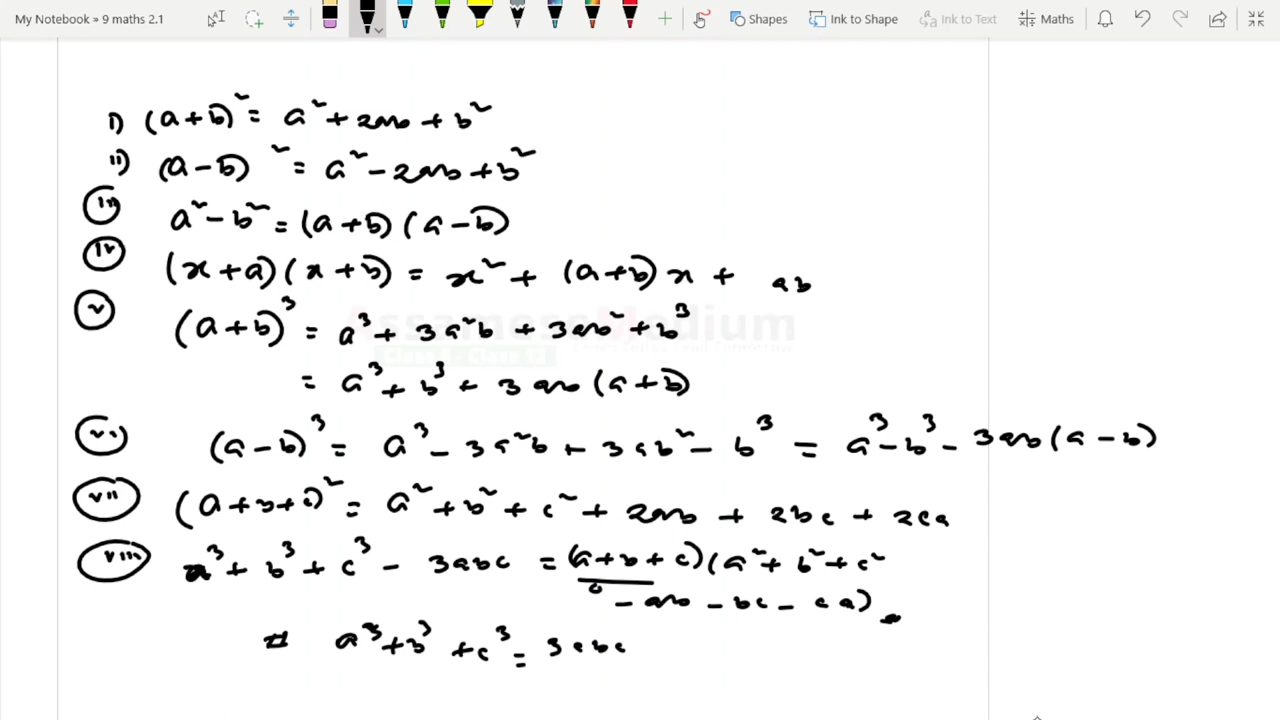 My Notebook » 9 maths 2.1
Shapes
Ink to Shape
Ink to Text
Maths
i) (a+b)² = a² + 2ab + b²
ii) (a-b)² = a² - 2ab + b²
iii a² - b² = (a+b)(a-b)
iv (x+a)(x+b) = x² + (a+b)x + ab
v (a+b)³ = a³ + 3a²b + 3ab² + b³
Assamese Medium
= a³ + b³ + 3ab(a+b)
vi (a-b)³ = a³ - 3a²b + 3ab² - b³ = a³ - b³ - 3ab(a-b)
vii (a+b+c)² = a² + b² + c² + 2ab + 2bc + 2ca
viii a³ + b³ + c³ - 3abc = (a+b+c)(a² + b² + c²
0 - ab - bc - ca)
# a³ + b³ + c³ = 3abc